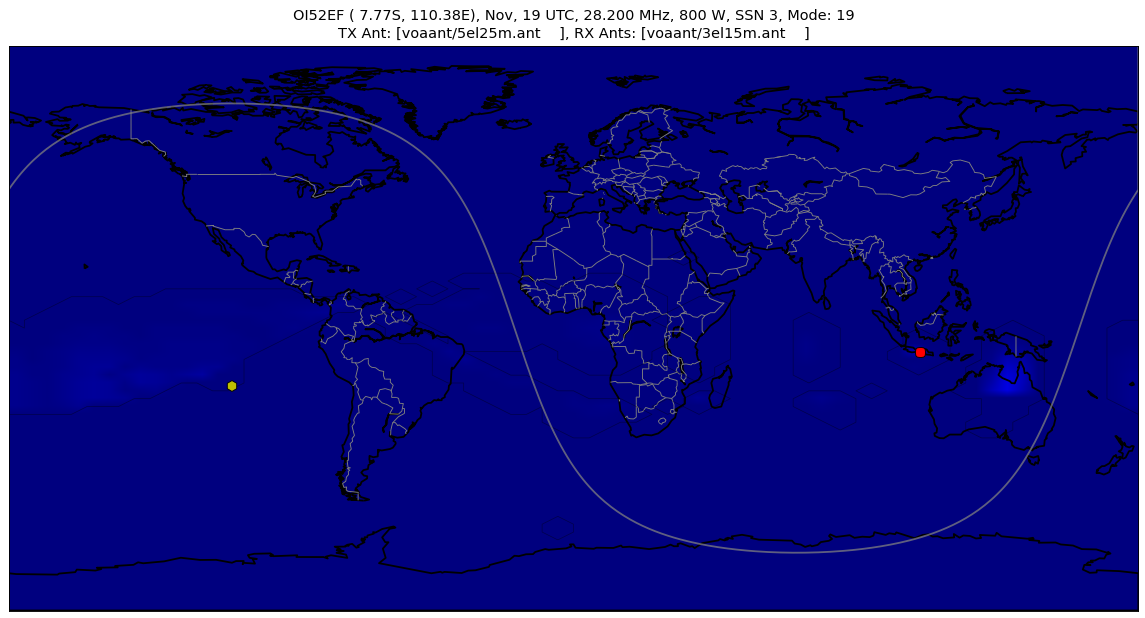 OI52EF ( 7.77S, 110.38E), Nov, 19 UTC, 28.200 MHz, 800 W, SSN 3, Mode: 19
TX Ant: [voaant/5el25m.ant    ], RX Ants: [voaant/3el15m.ant    ]